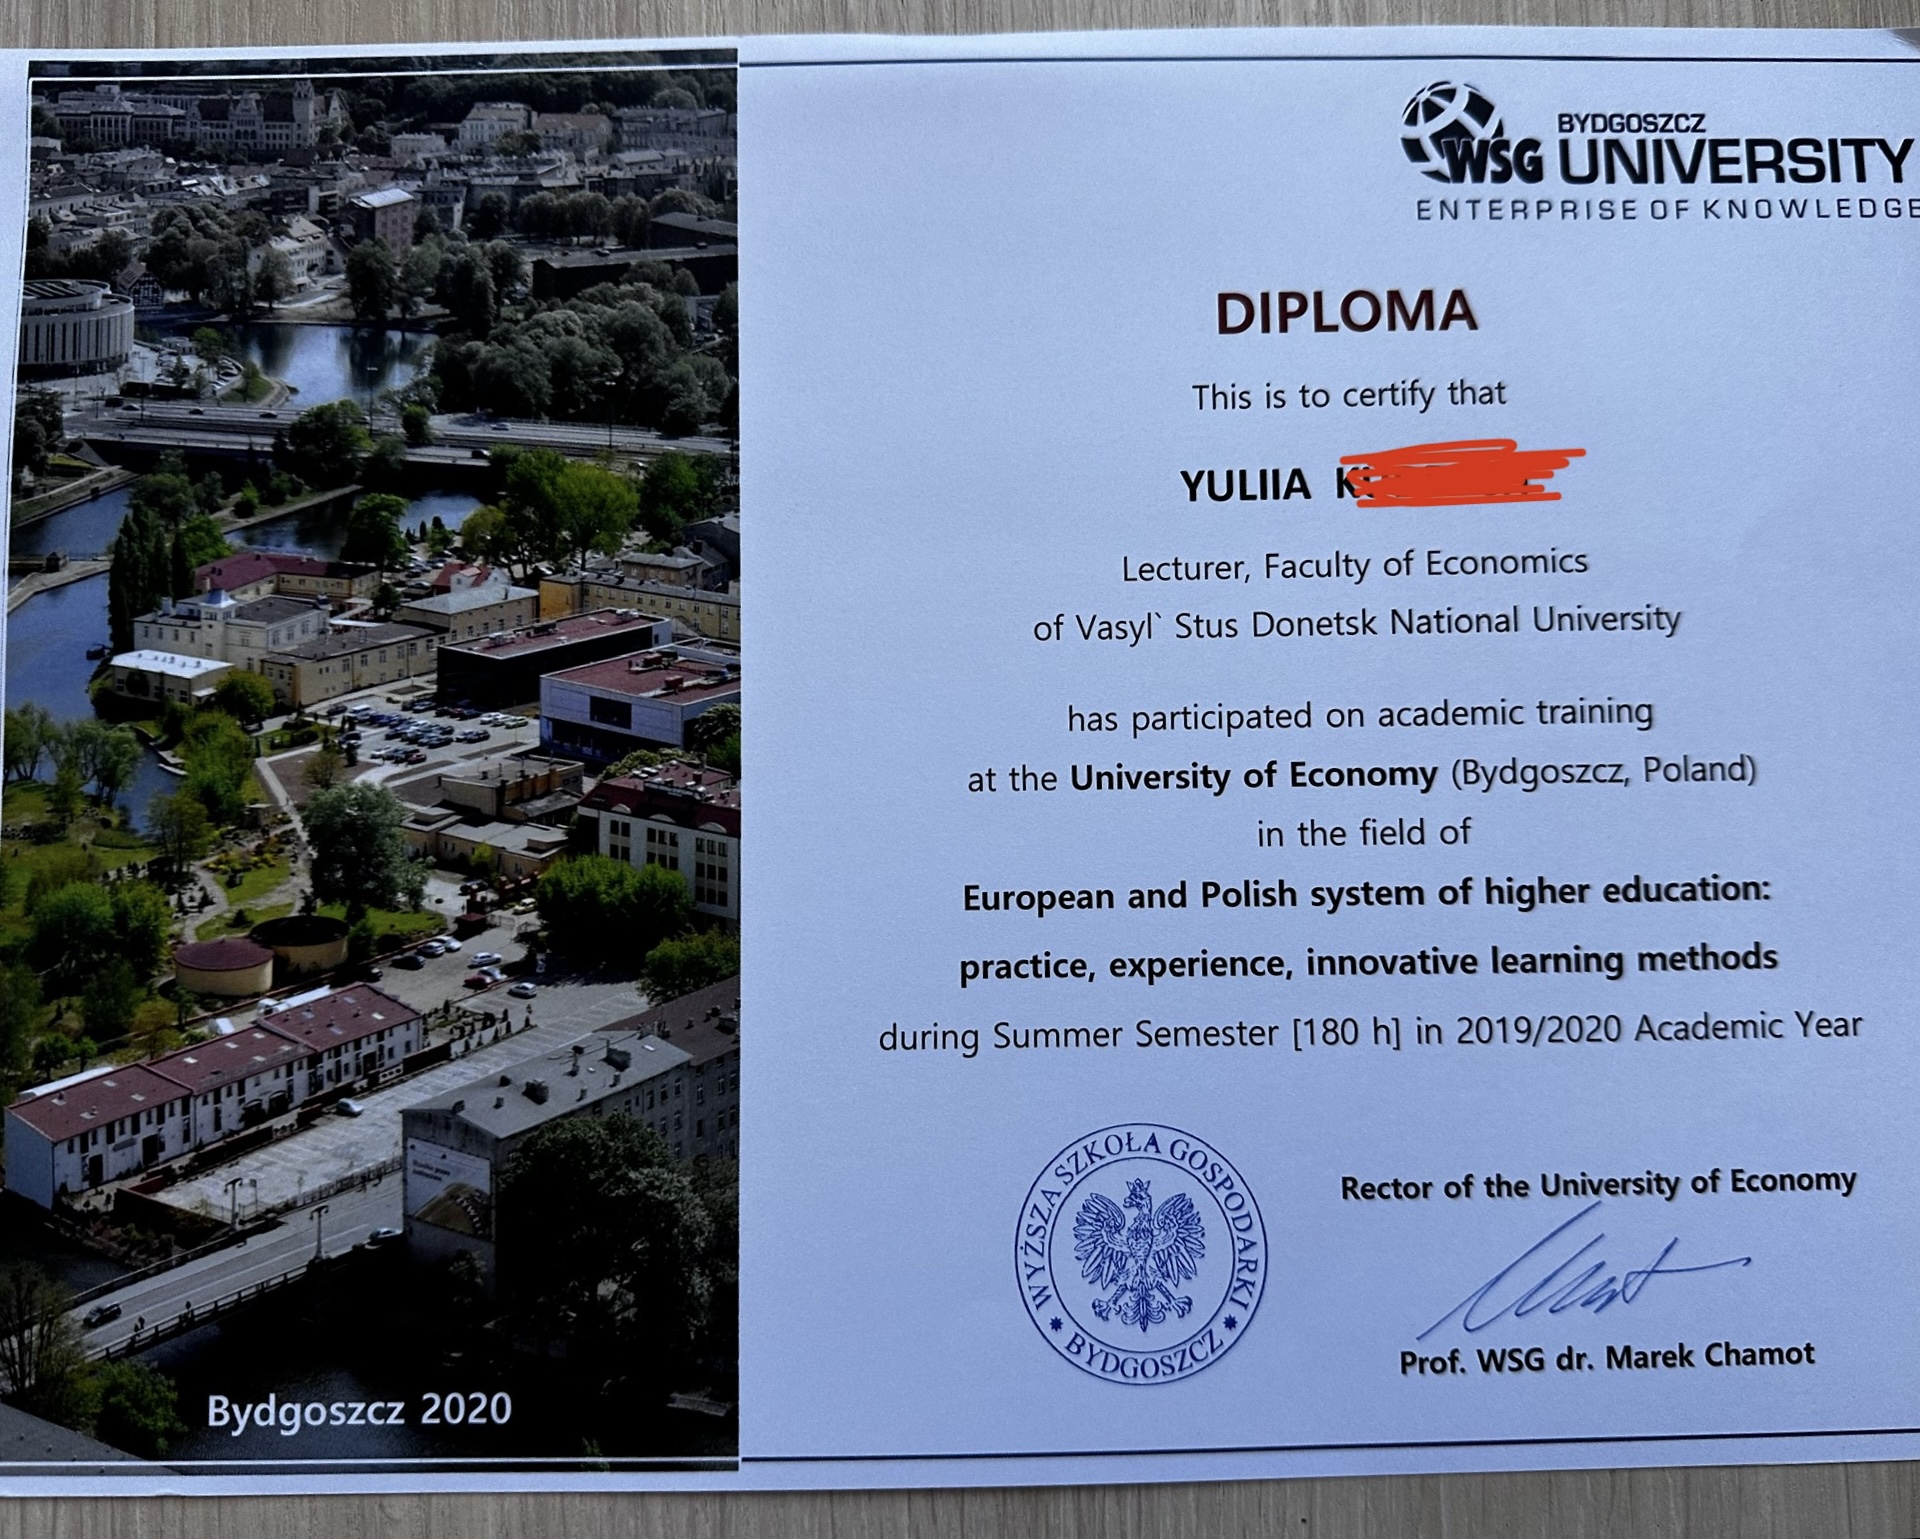 BYDGOSZCZ
WSG UNIVERSITY
ENTERPRISE OF KNOWLEDGE
DIPLOMA
This is to certify that
YULIIA
Lecturer, Faculty of Economics
of Vasyl` Stus Donetsk National University
has participated on academic training
at the University of Economy (Bydgoszcz, Poland)
in the field of
European and Polish system of higher education:
practice, experience, innovative learning methods
during Summer Semester [180 h] in 2019/2020 Academic Year
WYŻSZA SZKOŁA GOSPODARKI
* BYDGOSZCZ *
Rector of the University of Economy
Prof. WSG dr. Marek Chamot
Bydgoszcz 2020